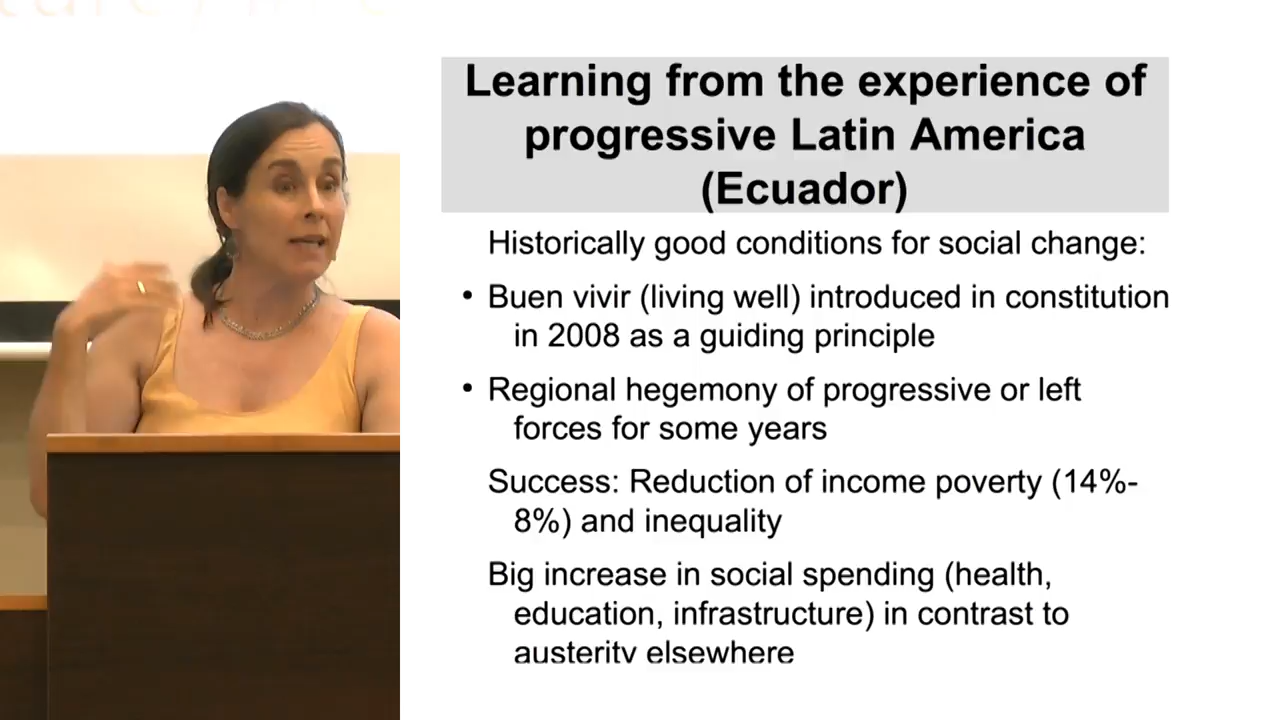 Learning from the experience of
progressive Latin America
(Ecuador)
Historically good conditions for social change:
• Buen vivir (living well) introduced in constitution
in 2008 as a guiding principle
• Regional hegemony of progressive or left
forces for some years
Success: Reduction of income poverty (14%-
8%) and inequality
Big increase in social spending (health,
education, infrastructure) in contrast to
austerity elsewhere